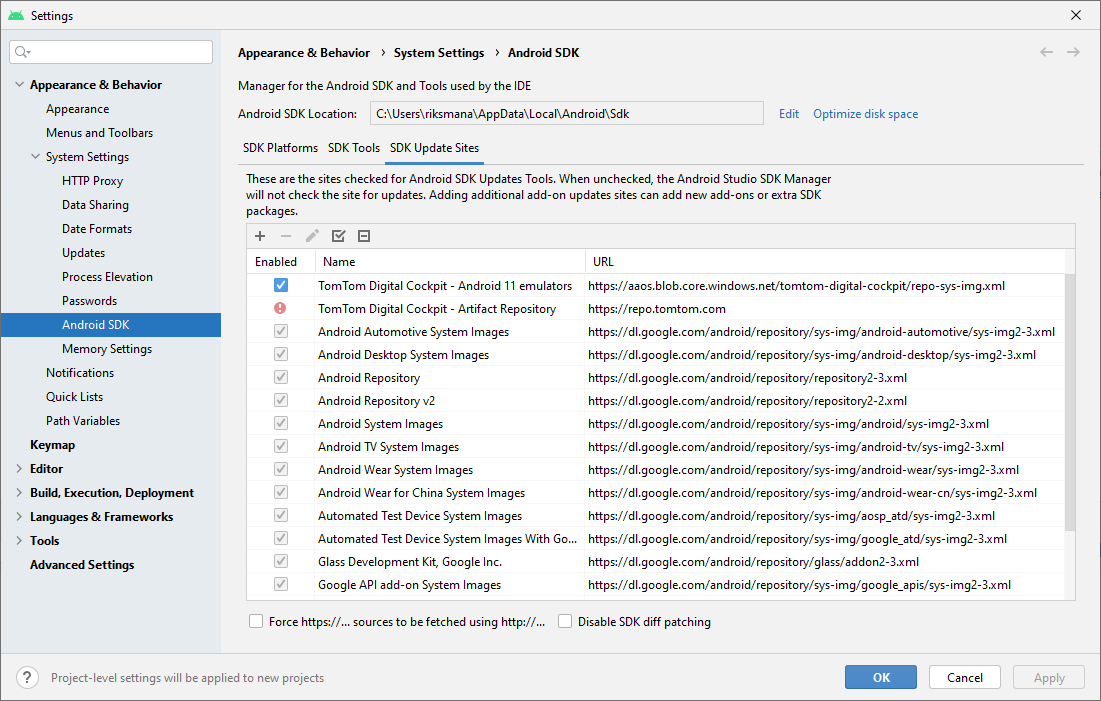 Settings
Appearance & Behavior
Appearance
Menus and Toolbars
System Settings
HTTP Proxy
Data Sharing
Date Formats
Updates
Process Elevation
Passwords
Android SDK
Memory Settings
Notifications
Quick Lists
Path Variables
Keymap
Editor
Build, Execution, Deployment
Languages & Frameworks
Tools
Advanced Settings
Appearance & Behavior › System Settings › Android SDK
Manager for the Android SDK and Tools used by the IDE
Android SDK Location: C:\Users\riksmana\AppData\Local\Android\Sdk Edit Optimize disk space
SDK Platforms SDK Tools SDK Update Sites
These are the sites checked for Android SDK Updates Tools. When unchecked, the Android Studio SDK Manager
will not check the site for updates. Adding additional add-on updates sites can add new add-ons or extra SDK
packages.
Enabled Name URL
TomTom Digital Cockpit - Android 11 emulators https://aaos.blob.core.windows.net/tomtom-digital-cockpit/repo-sys-img.xml
TomTom Digital Cockpit - Artifact Repository https://repo.tomtom.com
Android Automotive System Images https://dl.google.com/android/repository/sys-img/android-automotive/sys-img2-3.xml
Android Desktop System Images https://dl.google.com/android/repository/sys-img/android-desktop/sys-img2-3.xml
Android Repository https://dl.google.com/android/repository/repository2-3.xml
Android Repository v2 https://dl.google.com/android/repository/repository2-2.xml
Android System Images https://dl.google.com/android/repository/sys-img/android/sys-img2-3.xml
Android TV System Images https://dl.google.com/android/repository/sys-img/android-tv/sys-img2-3.xml
Android Wear System Images https://dl.google.com/android/repository/sys-img/android-wear/sys-img2-3.xml
Android Wear for China System Images https://dl.google.com/android/repository/sys-img/android-wear-cn/sys-img2-3.xml
Automated Test Device System Images https://dl.google.com/android/repository/sys-img/aosp_atd/sys-img2-3.xml
Automated Test Device System Images With Go... https://dl.google.com/android/repository/sys-img/google_atd/sys-img2-3.xml
Glass Development Kit, Google Inc. https://dl.google.com/android/repository/glass/addon2-3.xml
Google API add-on System Images https://dl.google.com/android/repository/sys-img/google_apis/sys-img2-3.xml
Force https://... sources to be fetched using http://... Disable SDK diff patching
? Project-level settings will be applied to new projects OK Cancel Apply